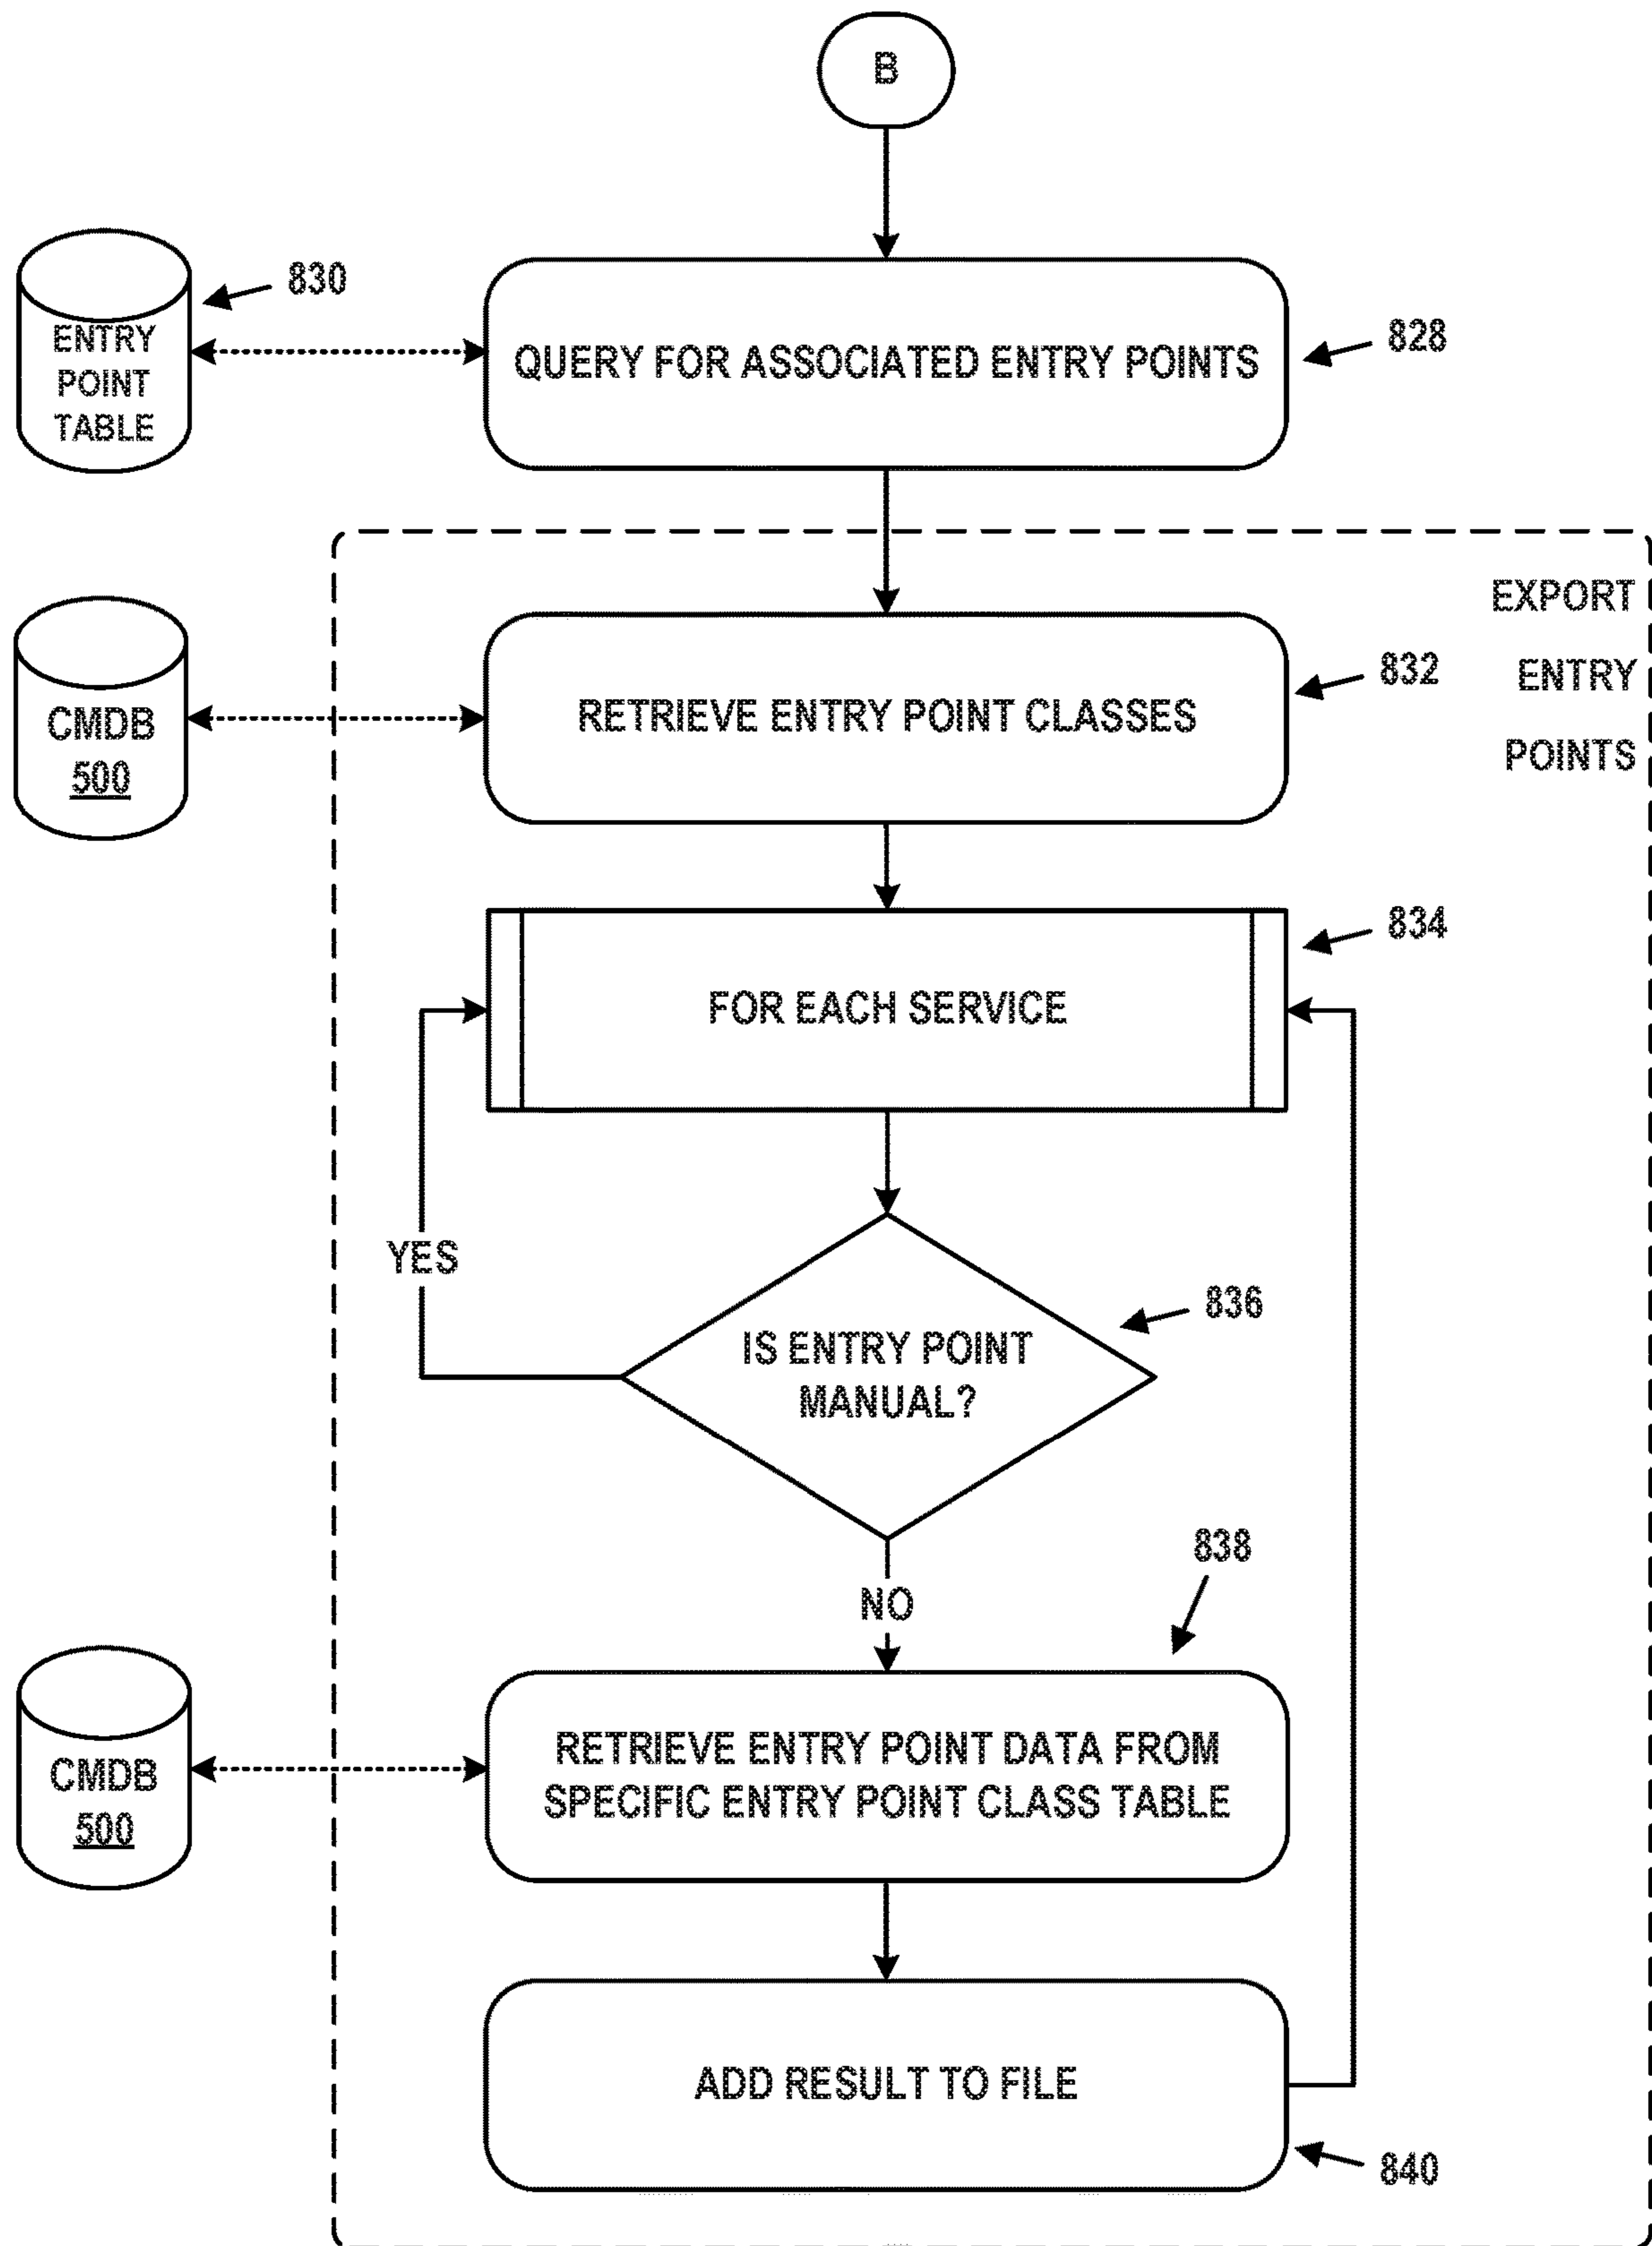 B
830
ENTRY
POINT
TABLE
QUERY FOR ASSOCIATED ENTRY POINTS
828
EXPORT
ENTRY
POINTS
CMDB
500
RETRIEVE ENTRY POINT CLASSES
832
FOR EACH SERVICE
834
YES
IS ENTRY POINT
MANUAL?
836
NO
838
CMDB
500
RETRIEVE ENTRY POINT DATA FROM
SPECIFIC ENTRY POINT CLASS TABLE
ADD RESULT TO FILE
840